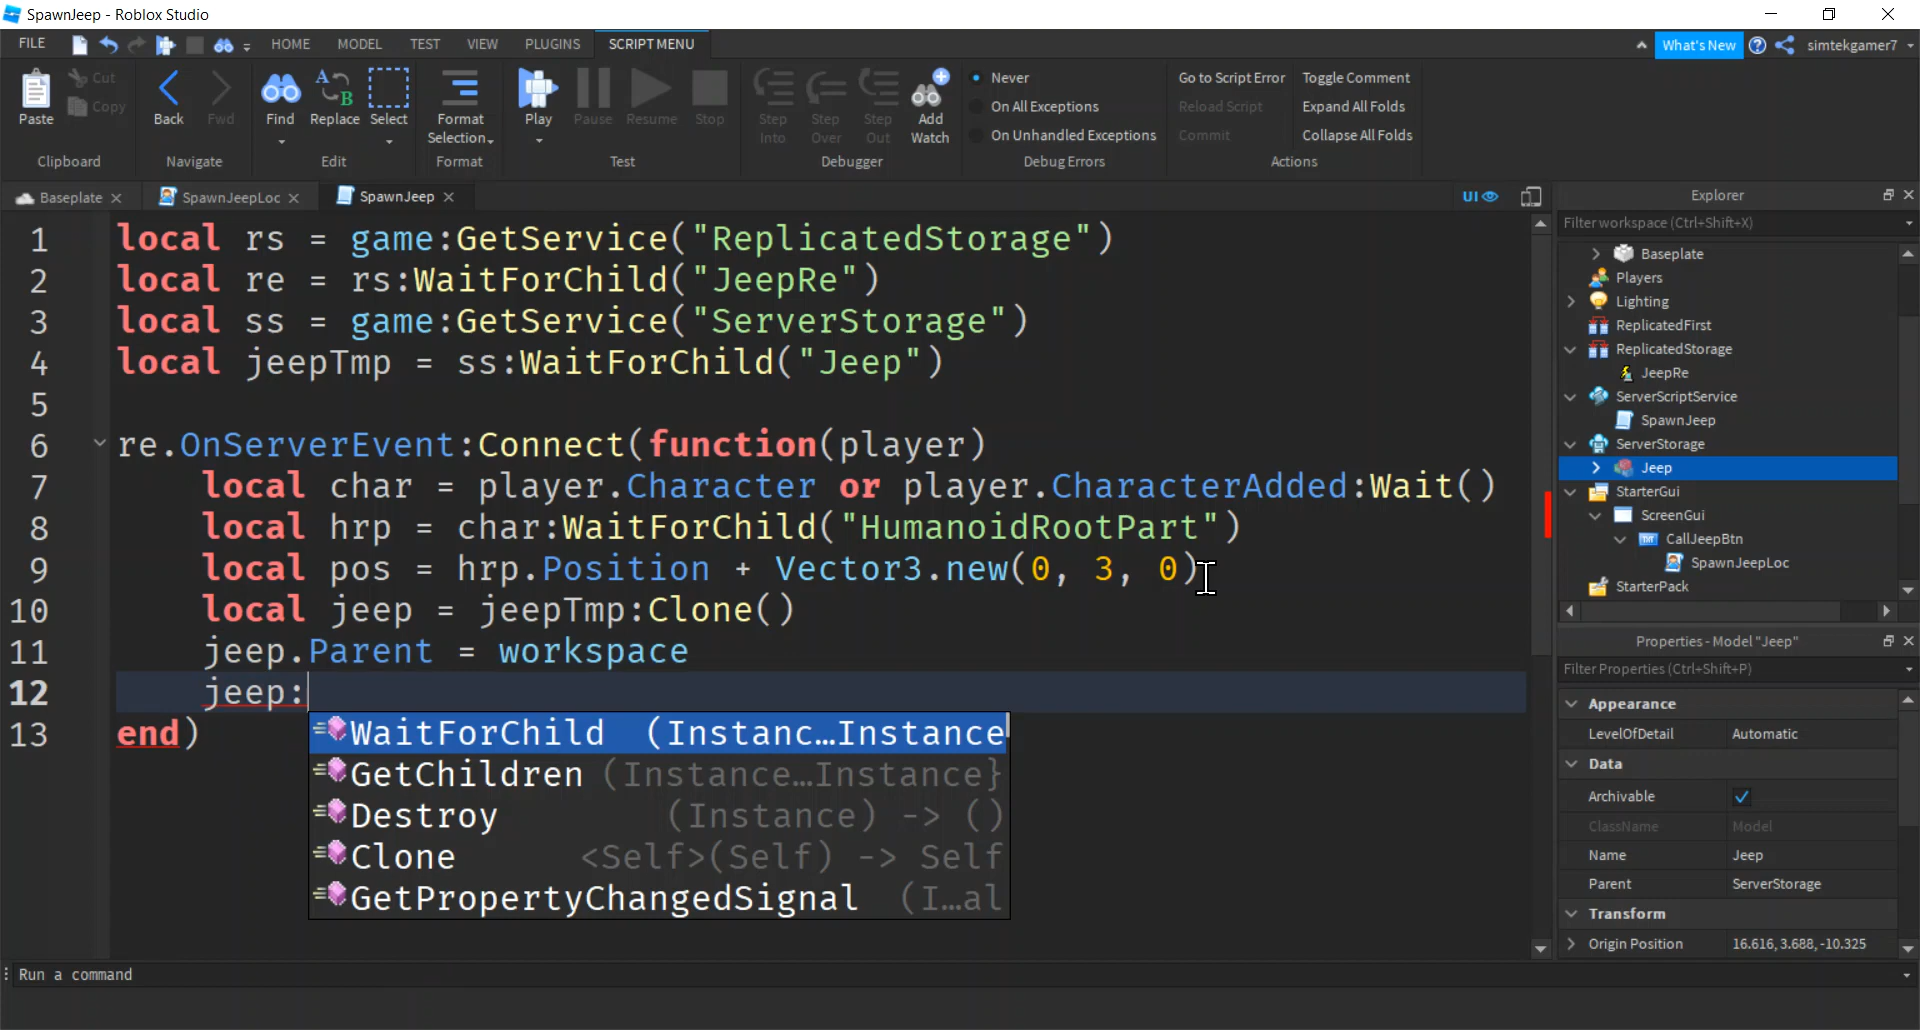 SpawnJeep - Roblox Studio
FILE HOME MODEL TEST VIEW PLUGINS SCRIPT MENU What's New simtekgamer7
Paste Cut Copy Back Fwd Find Replace Select Format Selection Play Pause Resume Stop Step Into Step Over Step Out Add Watch
Never Go to Script Error Toggle Comment
On All Exceptions Reload Script Expand All Folds
On Unhandled Exceptions Commit Collapse All Folds
Clipboard Navigate Edit Format Test Debugger Debug Errors Actions
Baseplate SpawnJeepLoc SpawnJeep UI
1 local rs = game:GetService("ReplicatedStorage")
2 local re = rs:WaitForChild("JeepRe")
3 local ss = game:GetService("ServerStorage")
4 local jeepTmp = ss:WaitForChild("Jeep")
5
6 re.OnServerEvent:Connect(function(player)
7 local char = player.Character or player.CharacterAdded:Wait()
8 local hrp = char:WaitForChild("HumanoidRootPart")
9 local pos = hrp.Position + Vector3.new(0, 3, 0)
10 local jeep = jeepTmp:Clone()
11 jeep.Parent = workspace
12 jeep:
13 end)
WaitForChild (Instanc...Instance
GetChildren (Instance...Instance}
Destroy (Instance) -> ()
Clone <Self>(Self) -> Self
GetPropertyChangedSignal (I...al
Explorer
Filter workspace (Ctrl+Shift+X)
Baseplate
Players
Lighting
ReplicatedFirst
ReplicatedStorage
JeepRe
ServerScriptService
SpawnJeep
ServerStorage
Jeep
StarterGui
ScreenGui
CallJeepBtn
SpawnJeepLoc
StarterPack
Properties - Model "Jeep"
Filter Properties (Ctrl+Shift+P)
Appearance
LevelOfDetail Automatic
Data
Archivable
ClassName Model
Name Jeep
Parent ServerStorage
Transform
Origin Position 16.616, 3.688, -10.325
Run a command